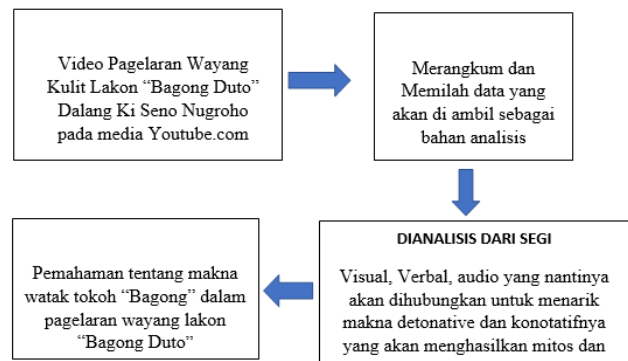 Video Pagelaran Wayang
Kulit Lakon “Bagong Duto”
Dalang Ki Seno Nugroho
pada media Youtube.com
Merangkum dan
Memilah data yang
akan di ambil sebagai
bahan analisis
DIANALISIS DARI SEGI
Visual, Verbal, audio yang nantinya
akan dihubungkan untuk menarik
makna detonative dan konotatifnya
yang akan menghasilkan mitos dan
Pemahaman tentang makna
watak tokoh “Bagong” dalam
pagelaran wayang lakon
“Bagong Duto”